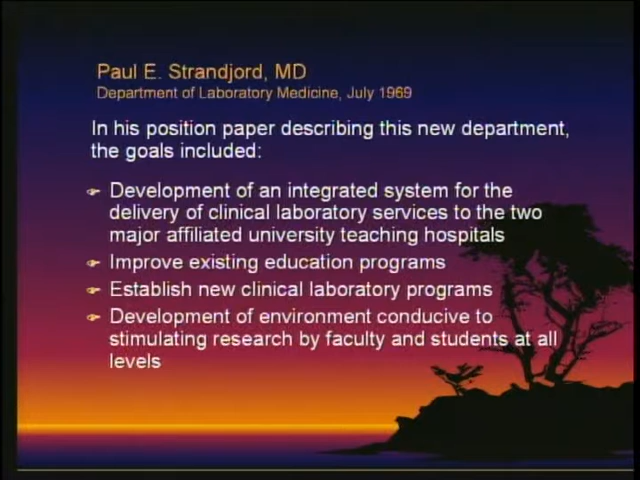 Paul E. Strandjord, MD
Department of Laboratory Medicine, July 1969
In his position paper describing this new department,
the goals included:
Development of an integrated system for the
delivery of clinical laboratory services to the two
major affiliated university teaching hospitals
Improve existing education programs
Establish new clinical laboratory programs
Development of environment conducive to
stimulating research by faculty and students at all
levels